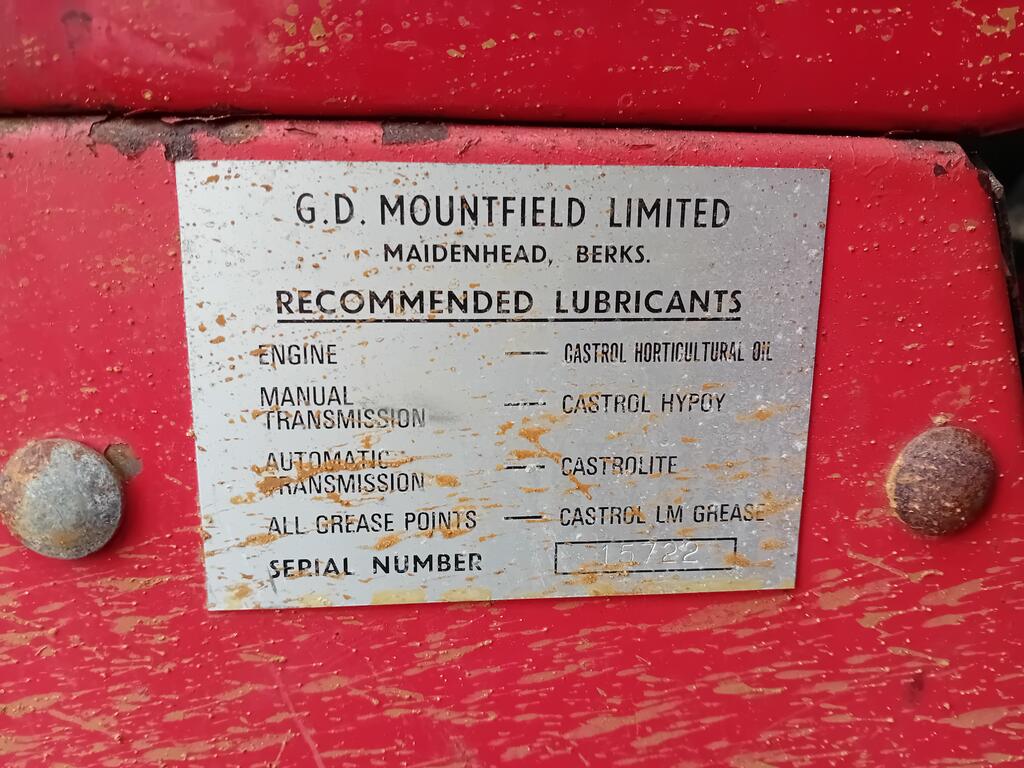 G.D. MOUNTFIELD LIMITED
MAIDENHEAD, BERKS.
RECOMMENDED LUBRICANTS
ENGINE — CASTROL HORTICULTURAL OIL
MANUAL
TRANSMISSION — CASTROL HYPOY
AUTOMATIC
TRANSMISSION — CASTROLITE
ALL GREASE POINTS — CASTROL LM GREASE
SERIAL NUMBER 15722